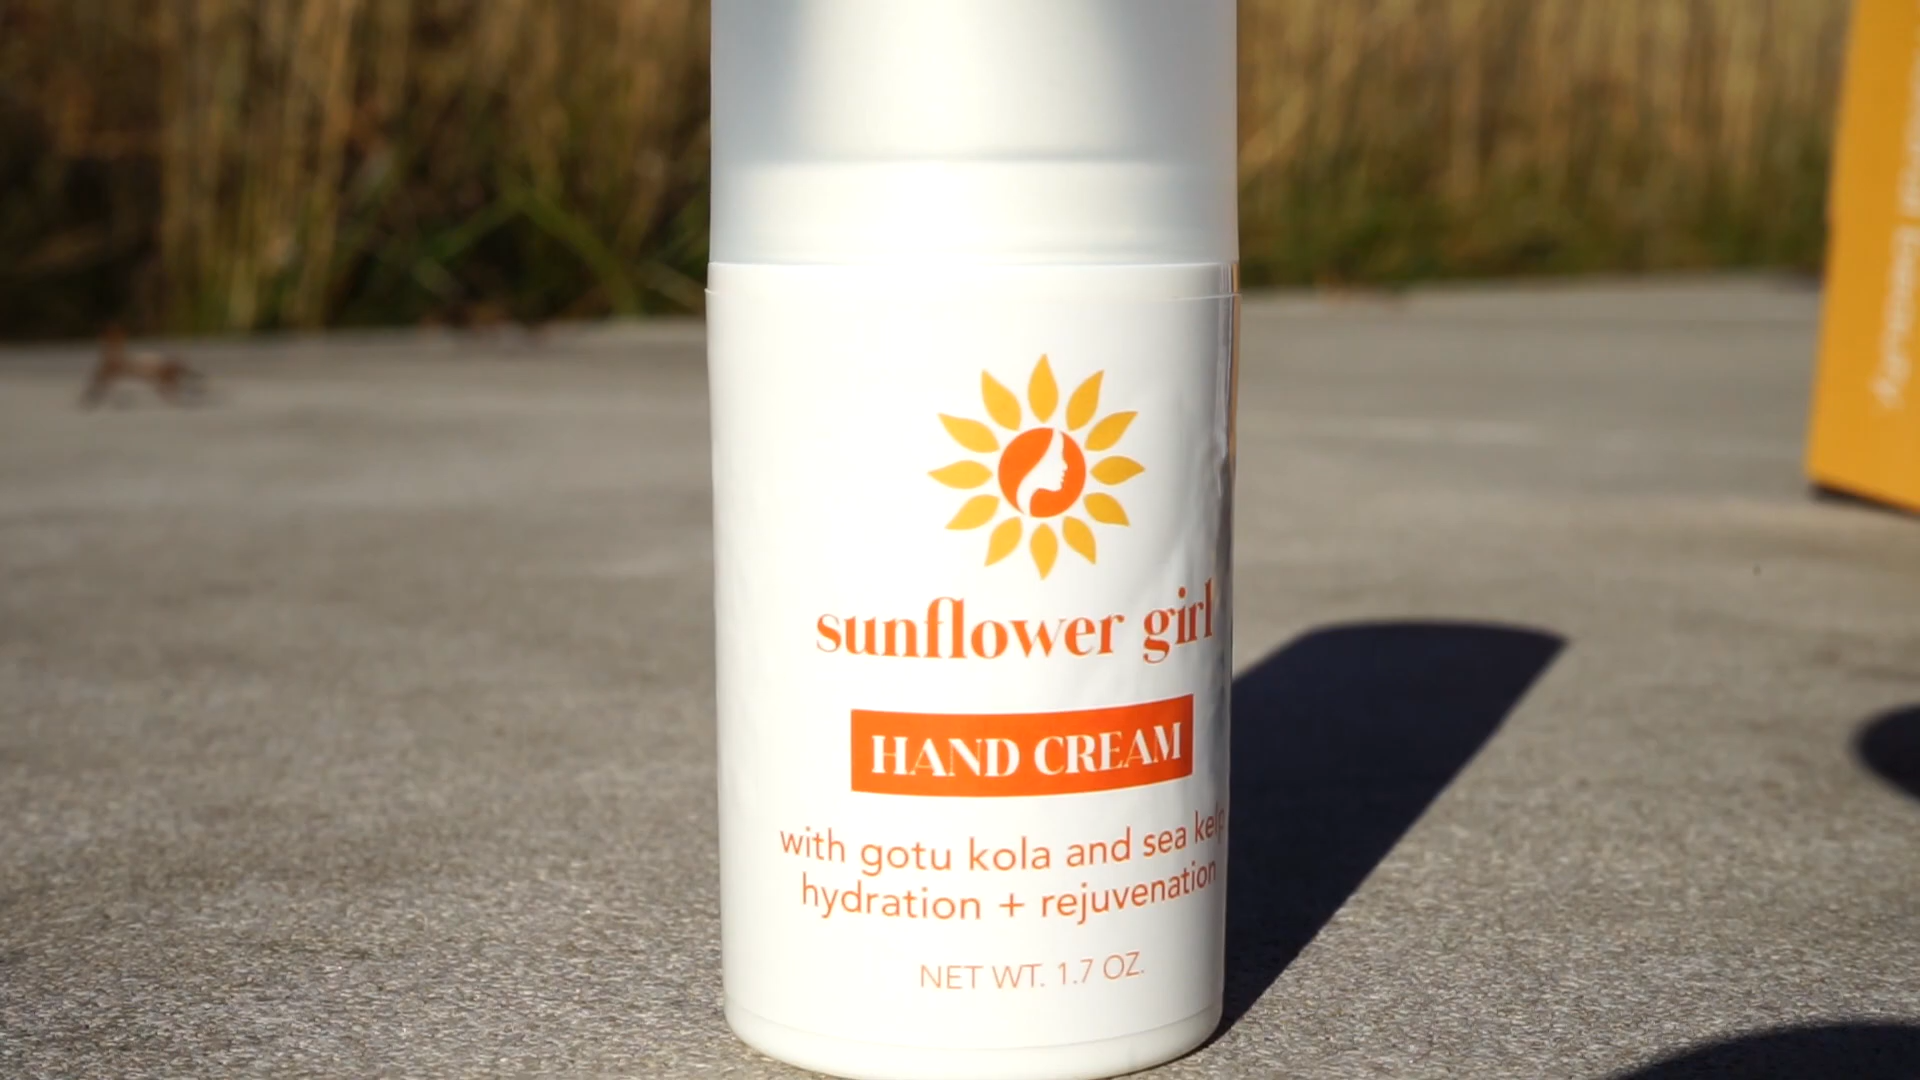 sunflower girl
HAND CREAM
with gotu kola and sea kelp
hydration + rejuvenation
NET WT. 1.7 OZ.